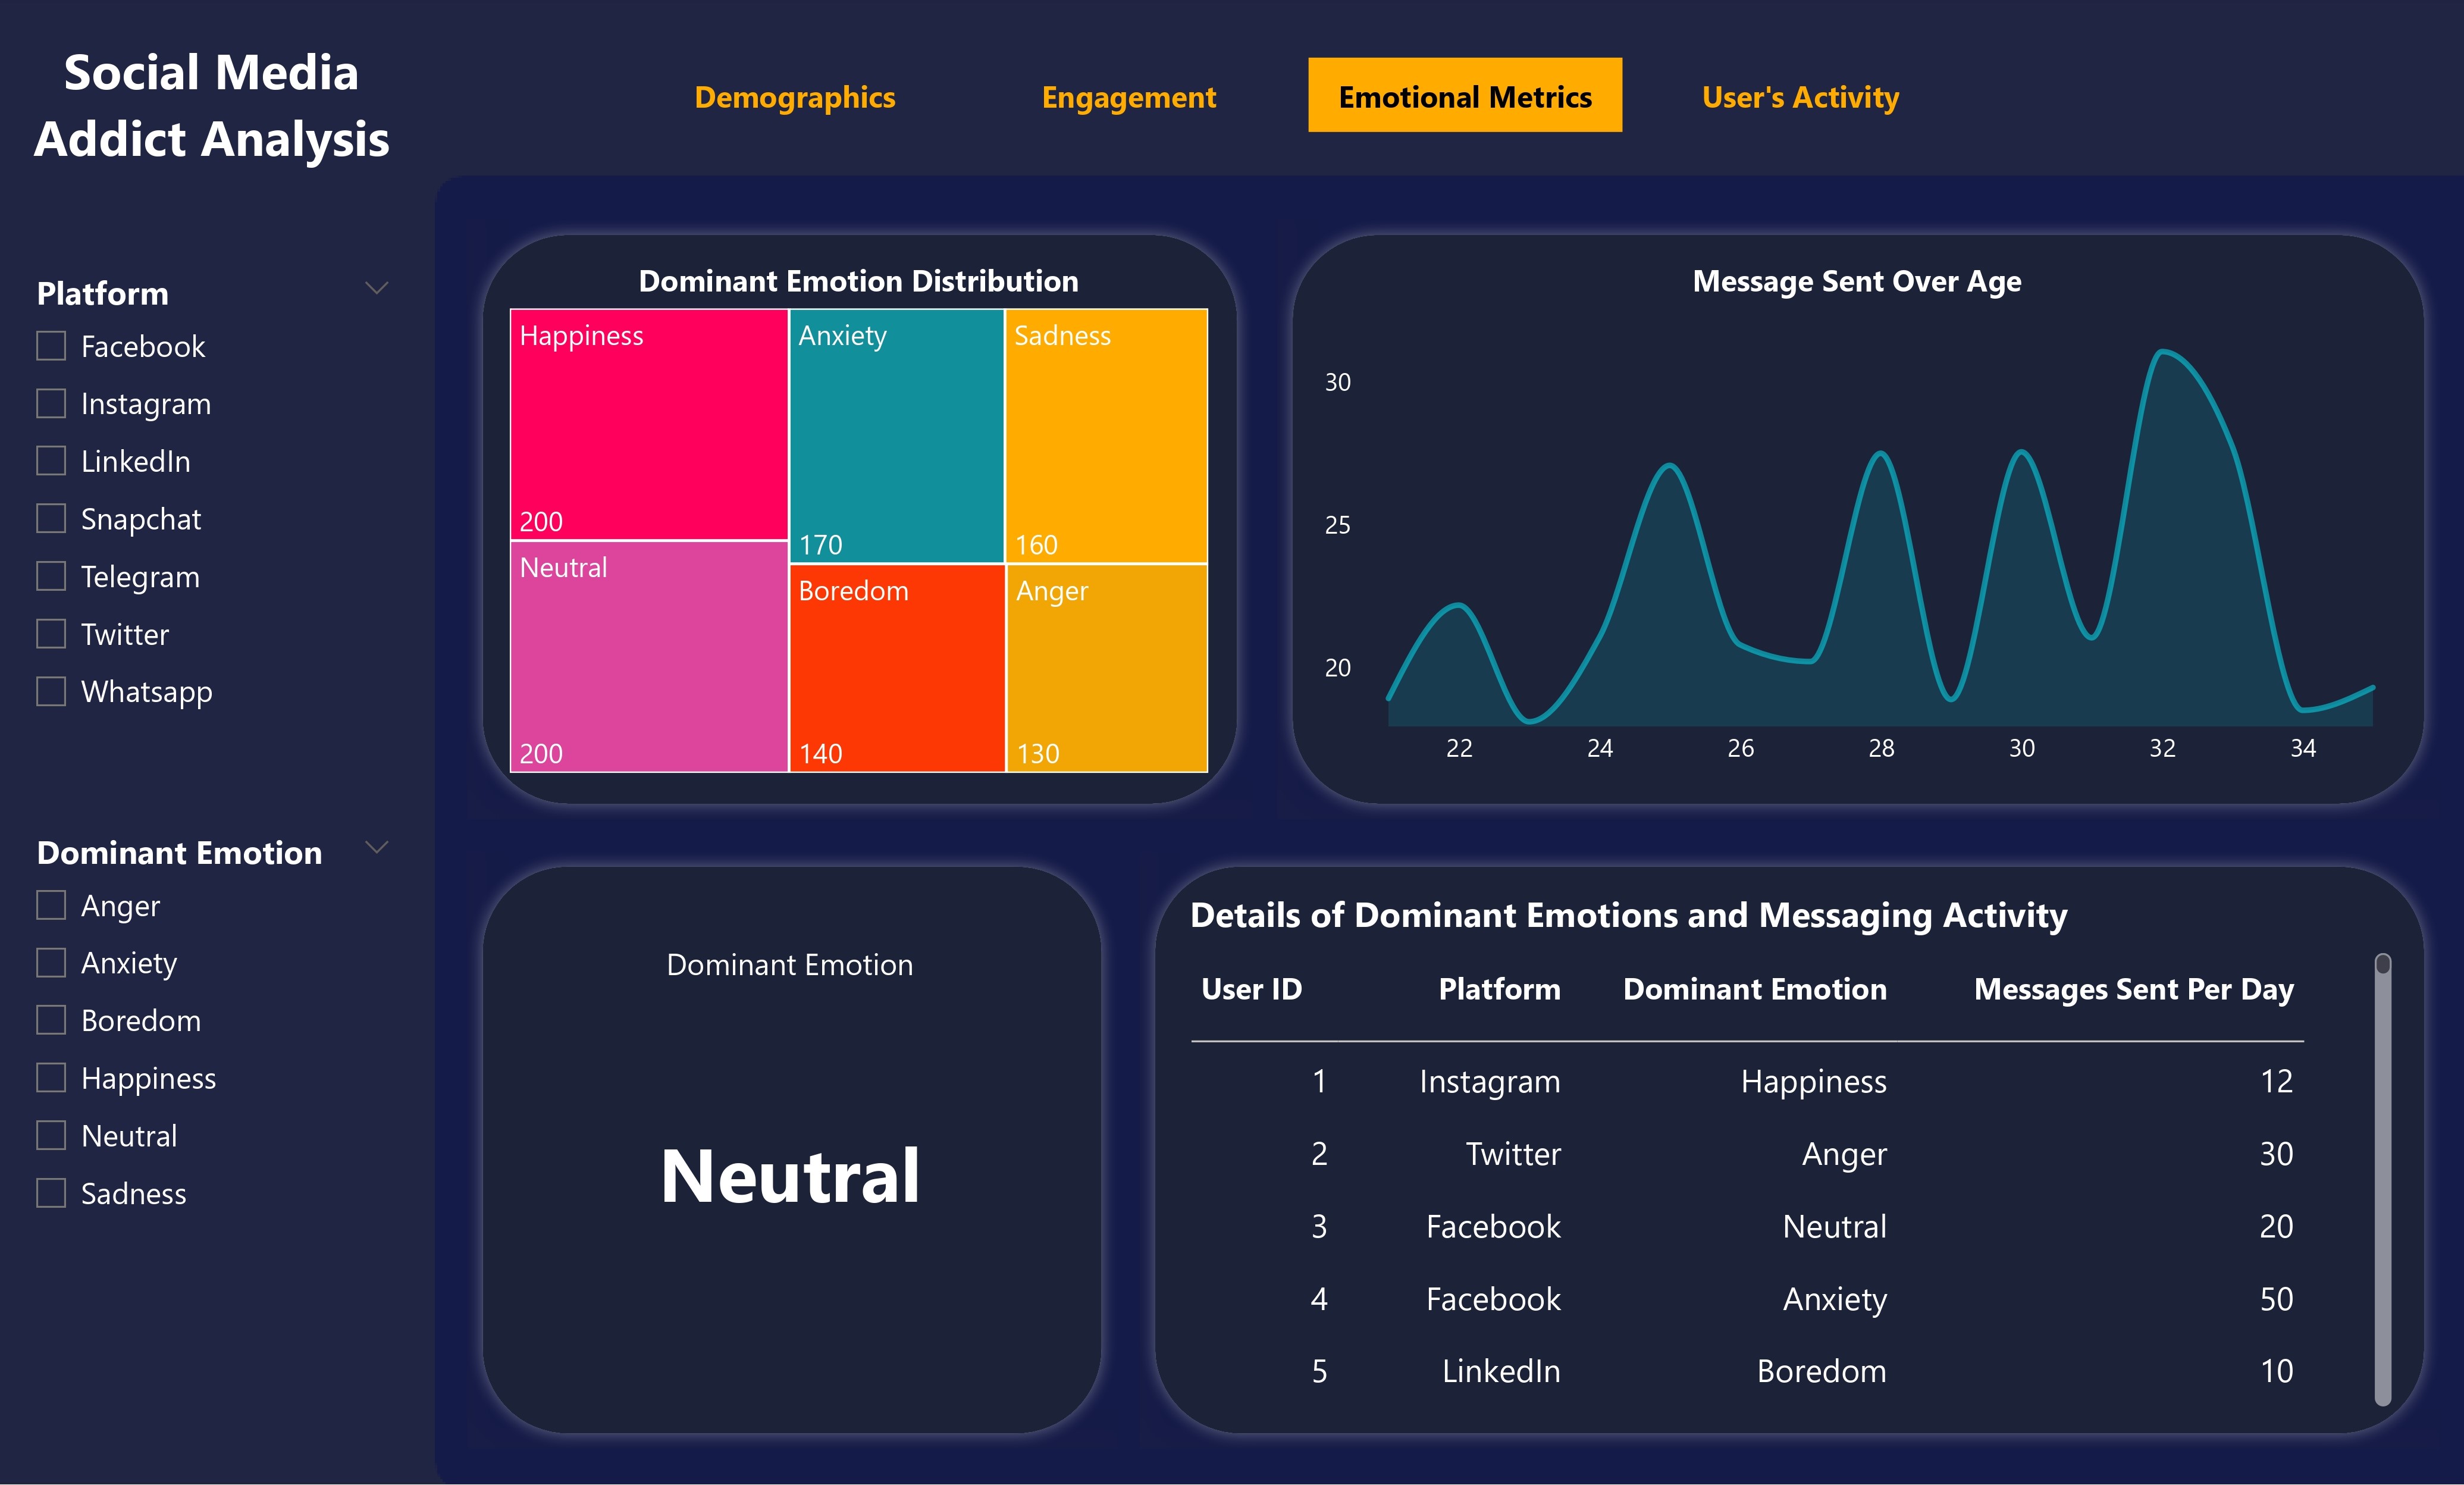 Social Media
Addict Analysis
Demographics
Engagement
Emotional Metrics
User's Activity
Platform
Facebook
Instagram
LinkedIn
Snapchat
Telegram
Twitter
Whatsapp
Dominant Emotion
Anger
Anxiety
Boredom
Happiness
Neutral
Sadness
Dominant Emotion Distribution
Happiness
200
Anxiety
170
Sadness
160
Neutral
200
Boredom
140
Anger
130
Message Sent Over Age
30
25
20
22 24 26 28 30 32 34
Dominant Emotion
Neutral
Details of Dominant Emotions and Messaging Activity
User ID Platform Dominant Emotion Messages Sent Per Day
1 Instagram Happiness 12
2 Twitter Anger 30
3 Facebook Neutral 20
4 Facebook Anxiety 50
5 LinkedIn Boredom 10